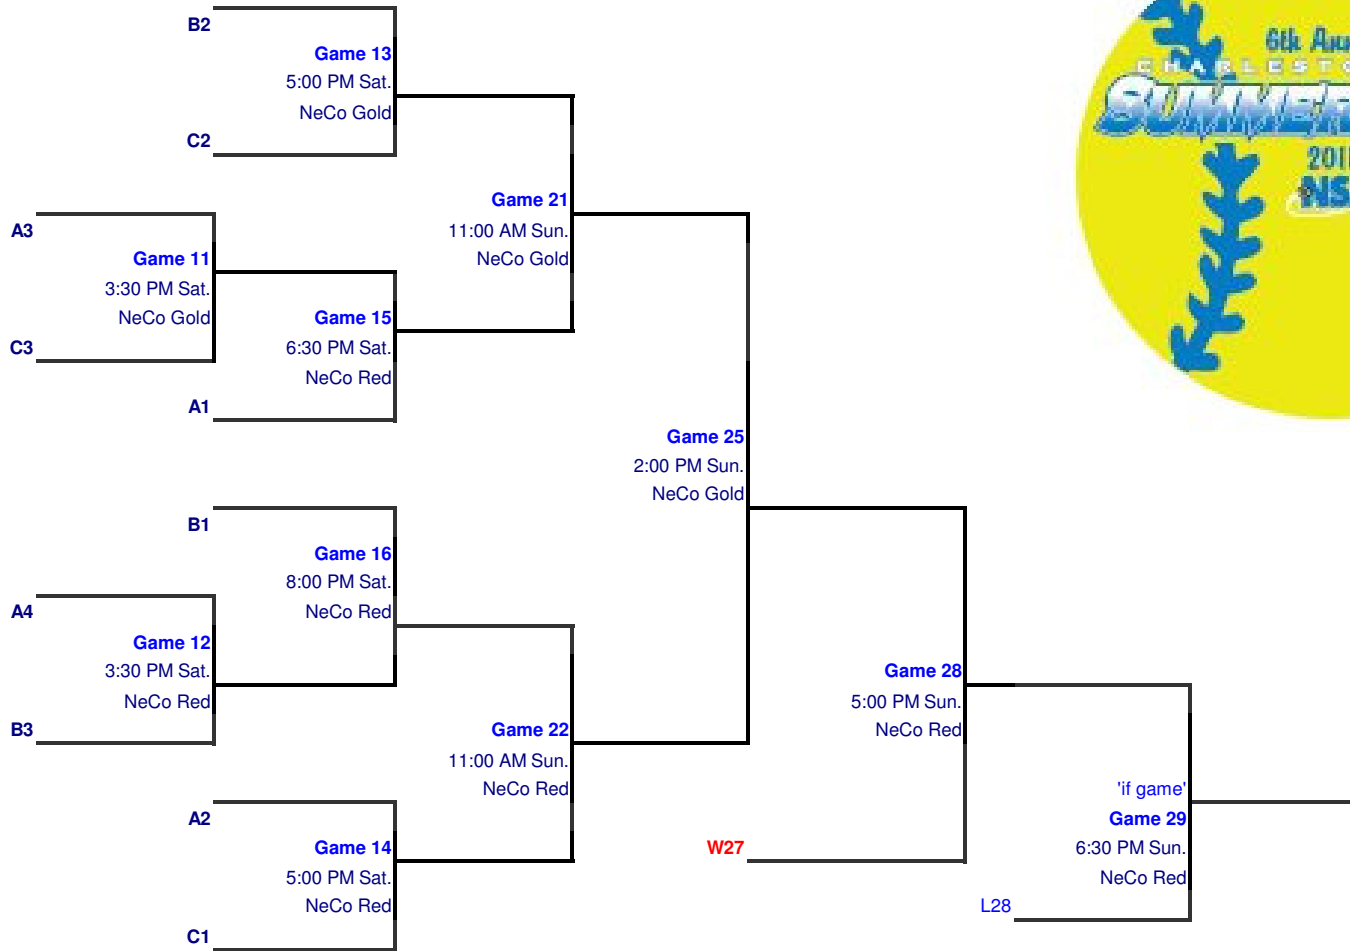 B2
Game 13
5:00 PM Sat.
NeCo Gold
C2
A3
Game 11
3:30 PM Sat.
NeCo Gold
C3
Game 15
6:30 PM Sat.
NeCo Red
A1
Game 21
11:00 AM Sun.
NeCo Gold
B1
Game 16
8:00 PM Sat.
NeCo Red
A4
Game 12
3:30 PM Sat.
NeCo Red
B3
A2
Game 14
5:00 PM Sat.
NeCo Red
C1
Game 22
11:00 AM Sun.
NeCo Red
Game 25
2:00 PM Sun.
NeCo Gold
Game 28
5:00 PM Sun.
NeCo Red
W27
'if game'
Game 29
6:30 PM Sun.
NeCo Red
L28
6th